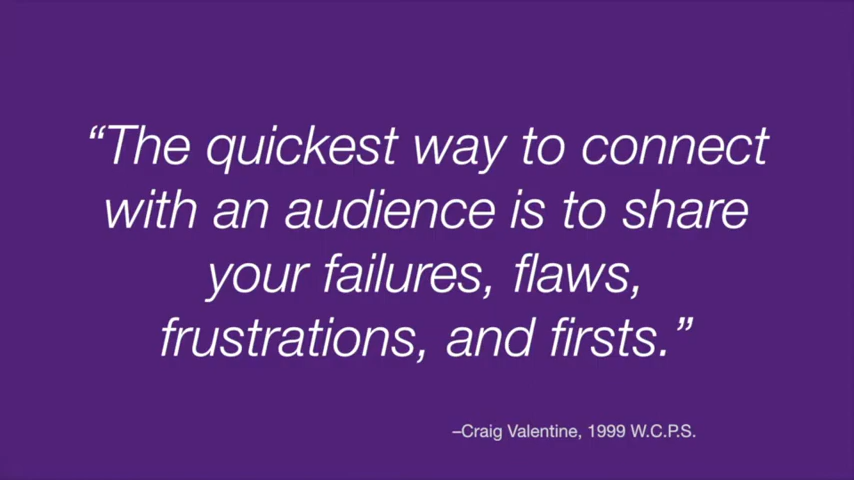 “The quickest way to connect
with an audience is to share
your failures, flaws,
frustrations, and firsts.”
–Craig Valentine, 1999 W.C.P.S.